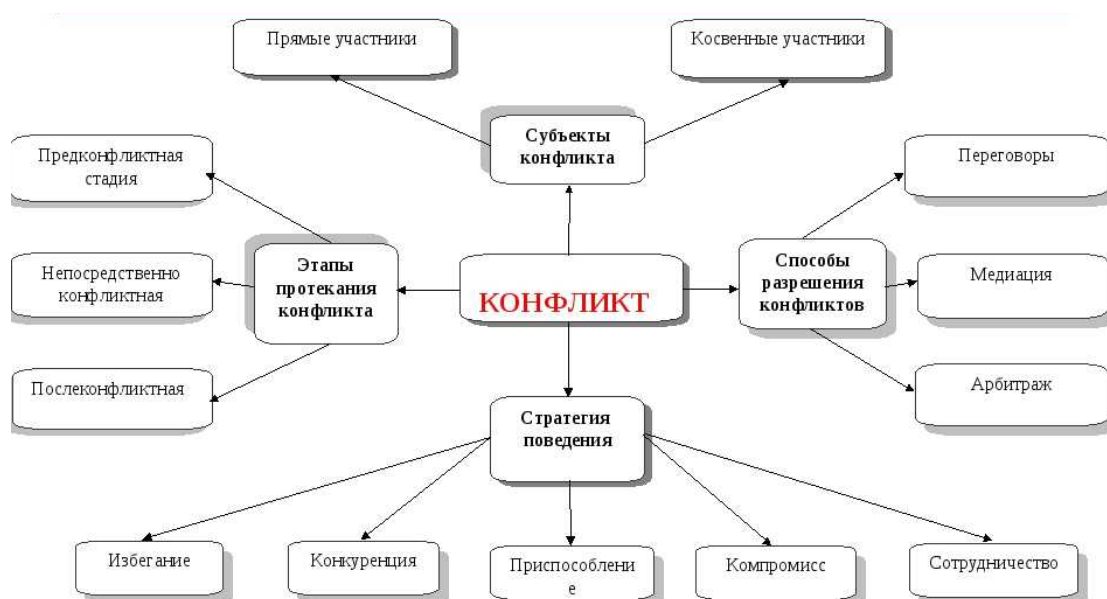 Прямые участники
Косвенные участники
Субъекты
конфликта
Предконфликтная
стадия
Переговоры
Этапы
протекания
конфликта
Способы
разрешения
конфликтов
Непосредственно
конфликтная
КОНФЛИКТ
Медиация
Послеконфликтная
Арбитраж
Стратегия
поведения
Избегание
Конкуренция
Приспособлени
е
Компромисс
Сотрудничество